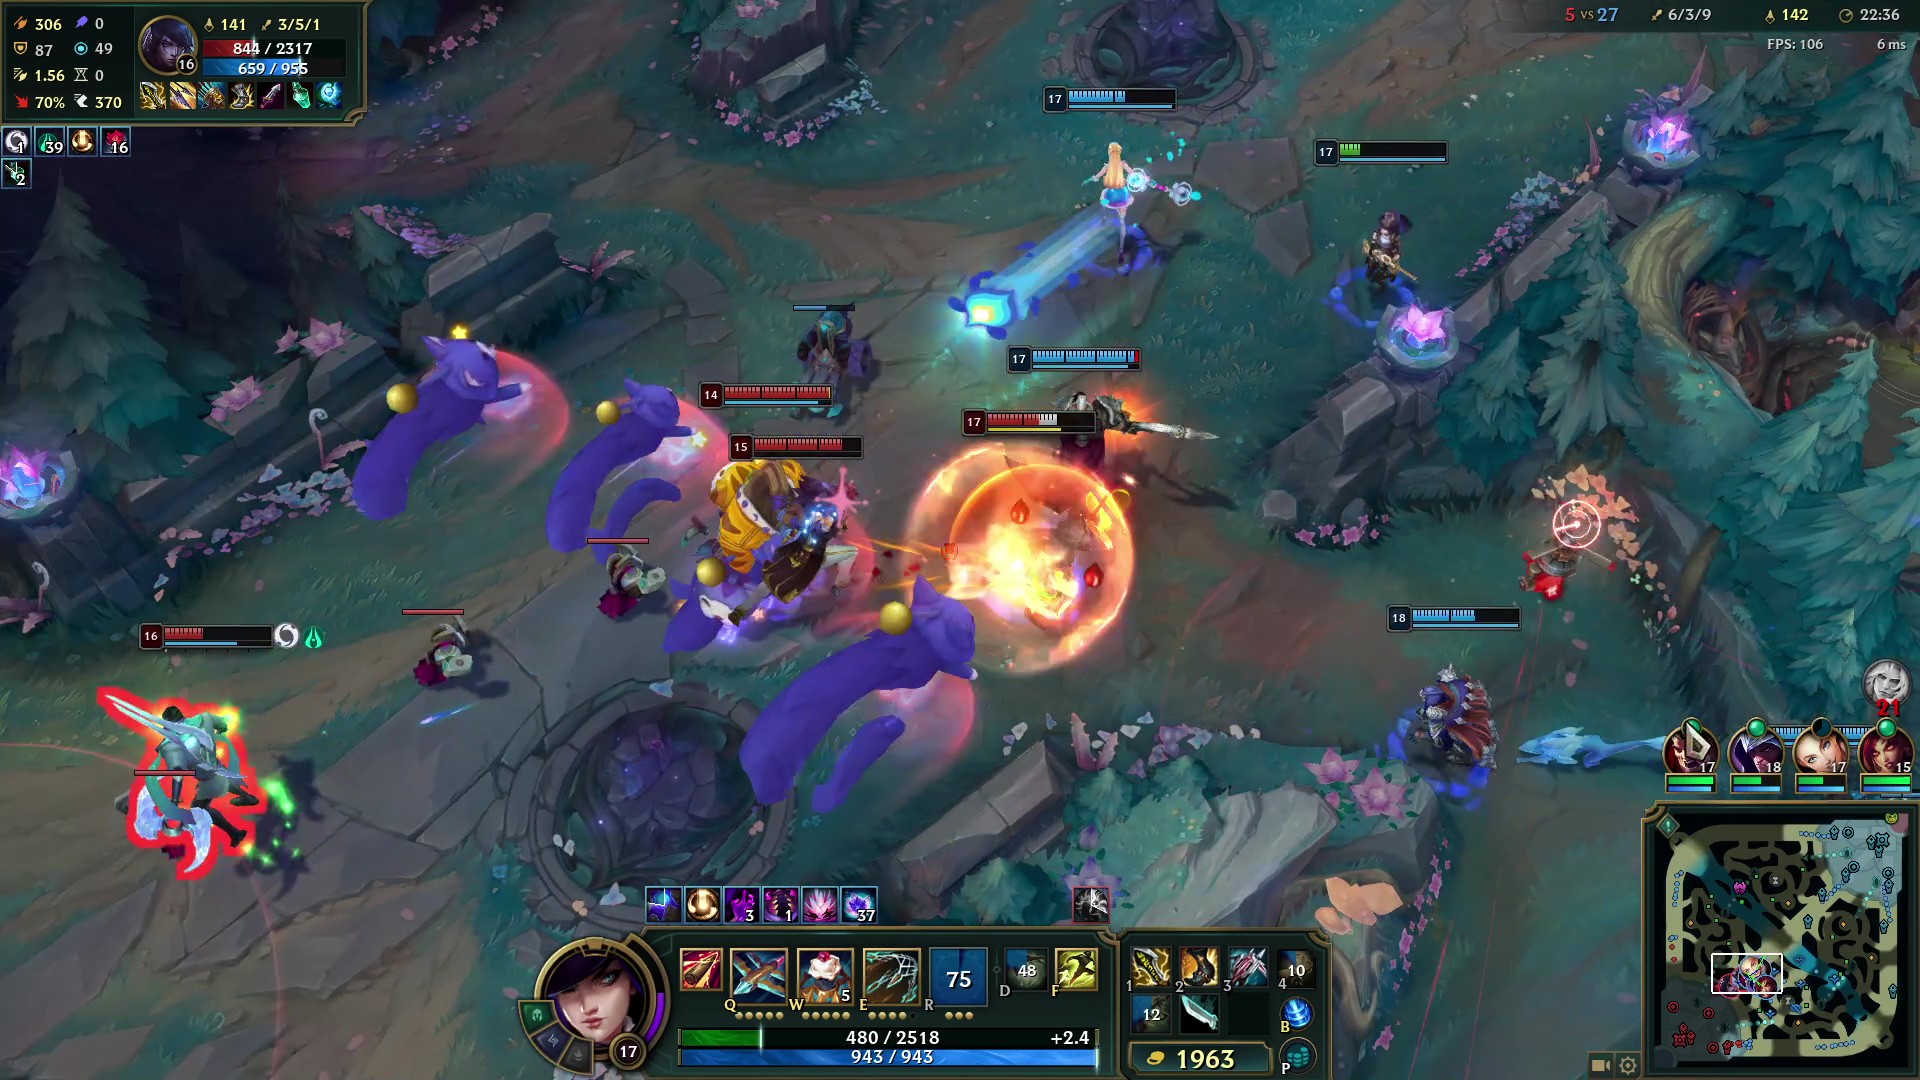 306 0
87 49
1.56 0
70% 370
16
141 3/5/1
844 / 2317
659 / 955
1 39 16
2
5 vs 27 6/3/9 142 22:36
FPS: 106 6 ms
17
17
17
14
17
15
18
16
21
17 18 17 15
3 1 37
17
Q W 5 E R 75 D 48 F
480 / 2518 +2.4
943 / 943
1 2 3 4 10
12
B
1963
P